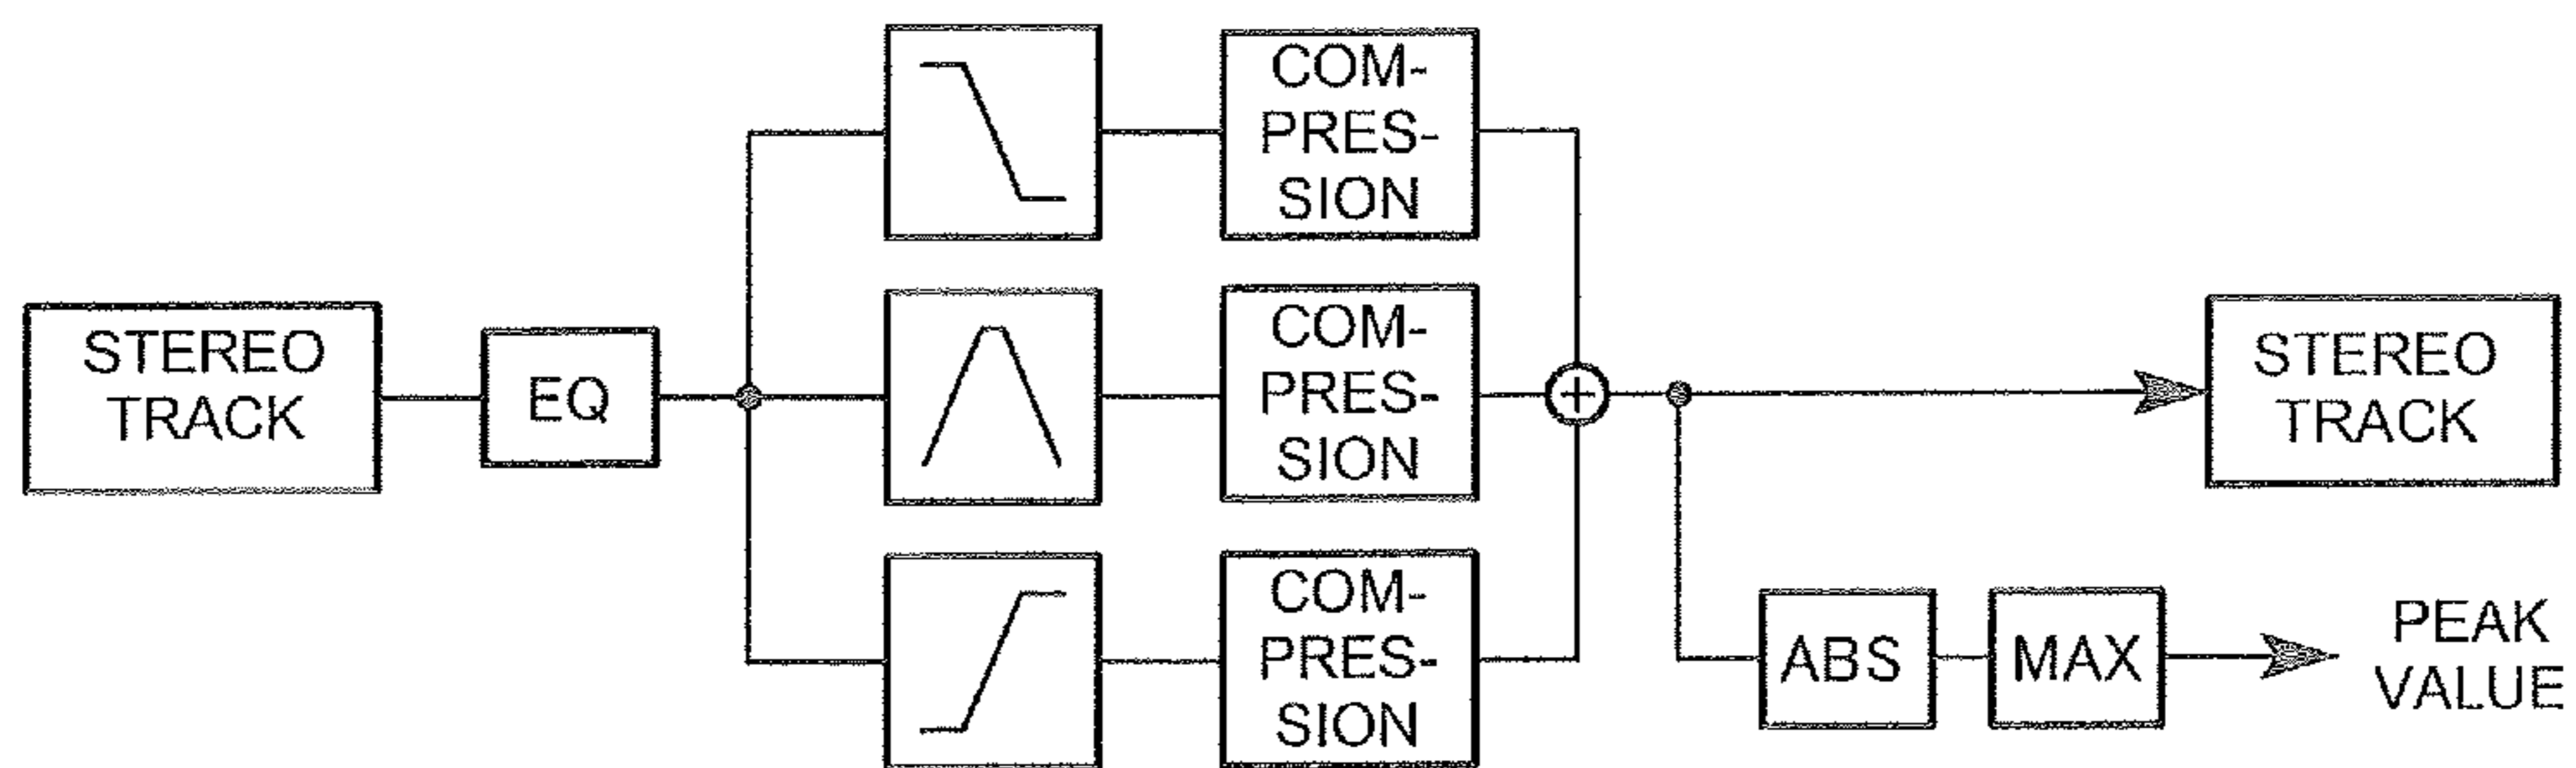 COM-
PRES-
SION
STEREO
TRACK
EQ
COM-
PRES-
SION
+
STEREO
TRACK
COM-
PRES-
SION
ABS
MAX
PEAK
VALUE